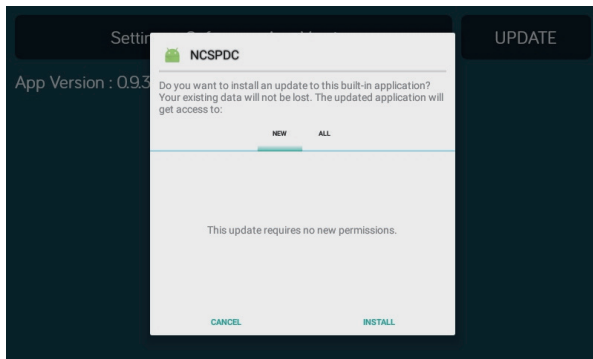 UPDATE
App Version : 0.9.3
NCSPDC
Do you want to install an update to this built-in application?
Your existing data will not be lost. The updated application will
get access to:
NEW ALL
This update requires no new permissions.
CANCEL INSTALL